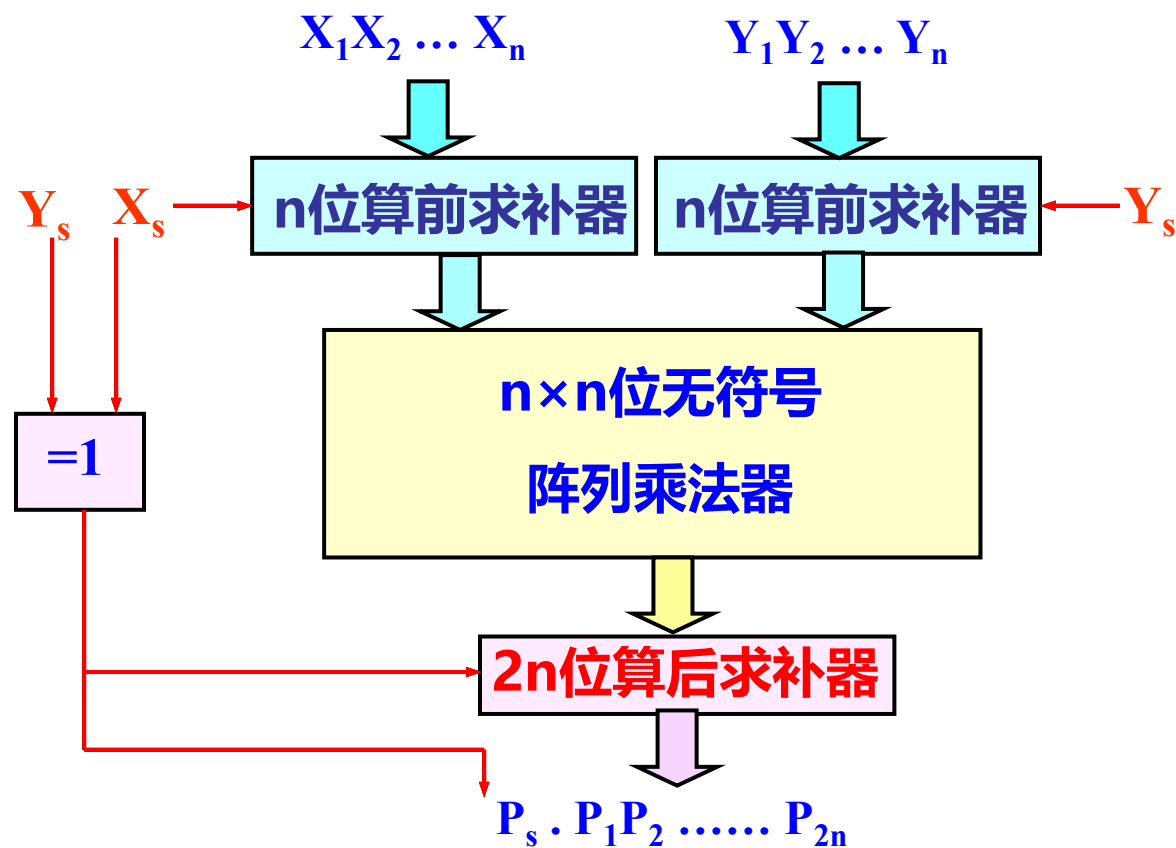 X₁X₂ … Xₙ
Y₁Y₂ … Yₙ
Yₛ
Xₛ
n位算前求补器
n位算前求补器
Yₛ
n×n位无符号
阵列乘法器
=1
2n位算后求补器
Pₛ . P₁P₂ …… P₂ₙ